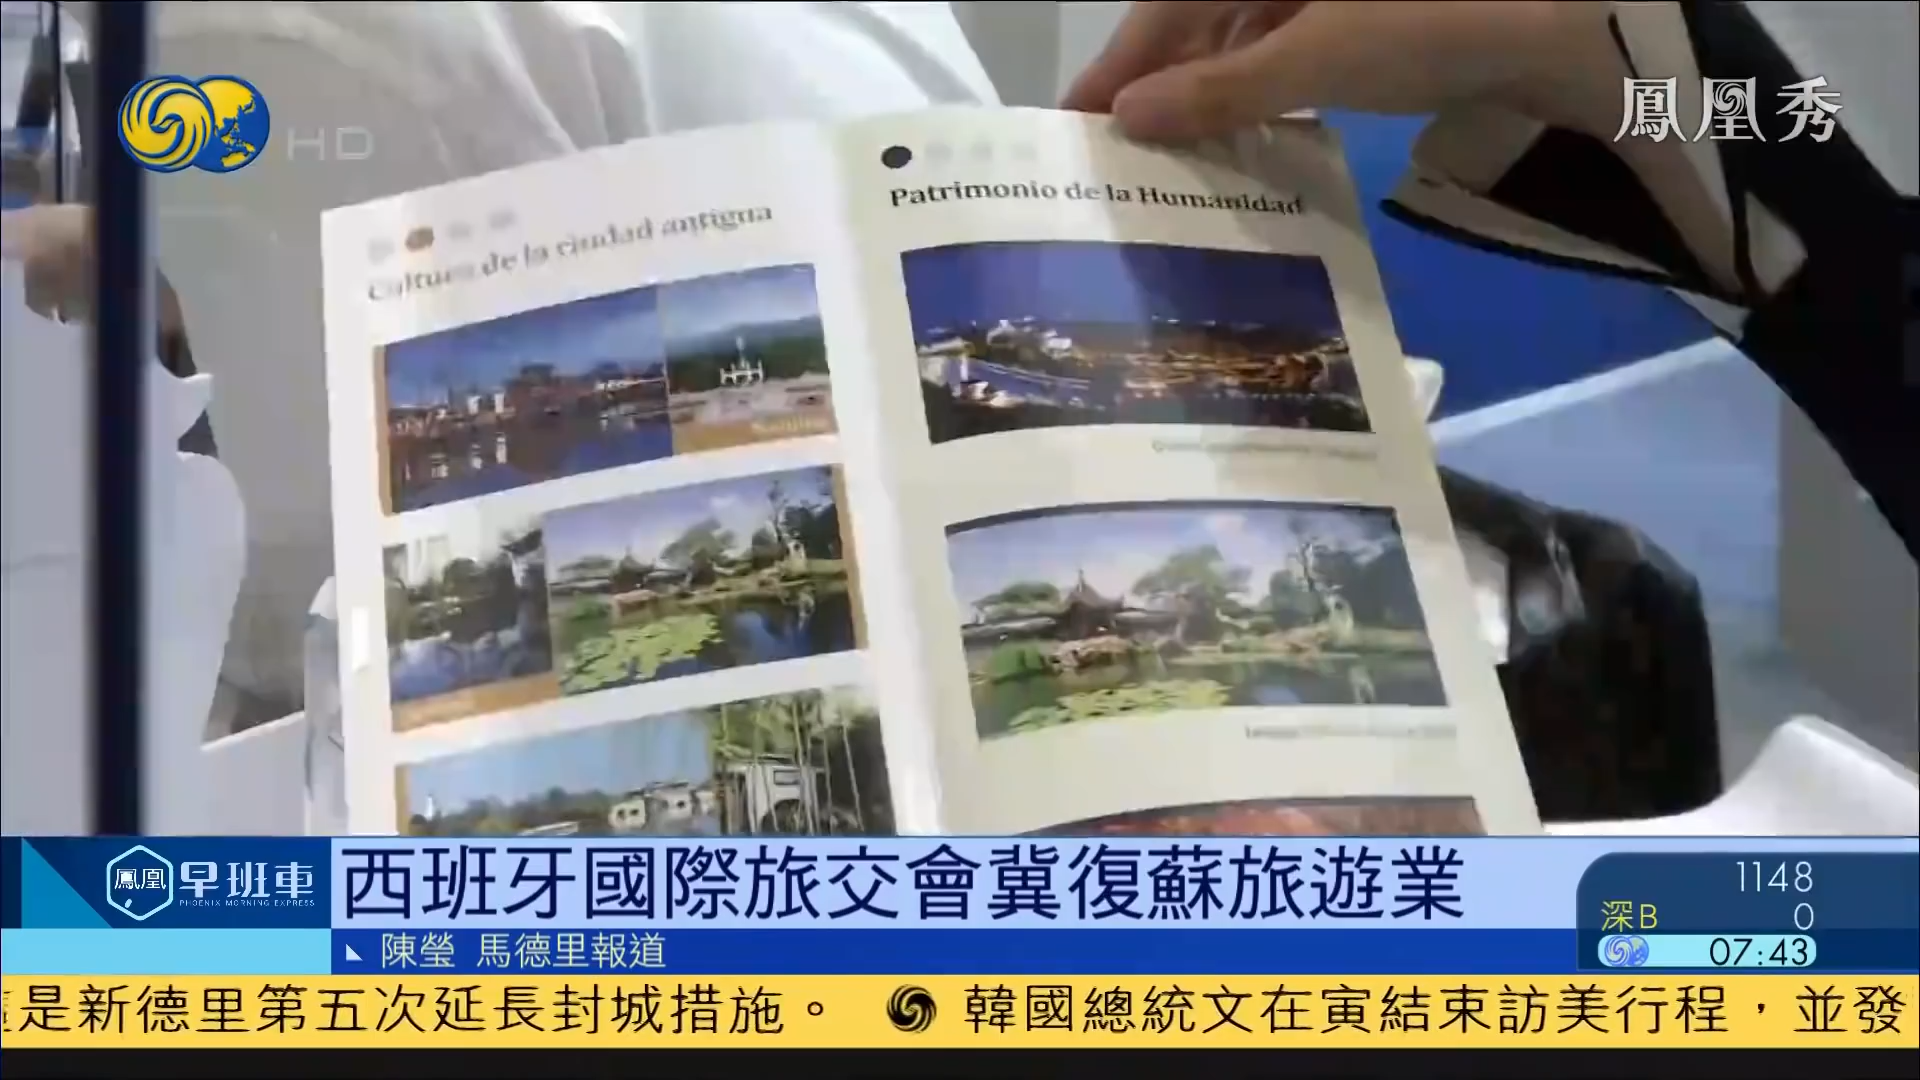 HD
鳳凰秀
Cultura de la ciudad antigua
Patrimonio de la Humanidad
Nanjing
鳳凰 早班車
PHOENIX MORNING EXPRESS
西班牙國際旅交會冀復蘇旅遊業
陳瑩 馬德里報道
1148
深B 0
07:43
是新德里第五次延長封城措施。 韓國總統文在寅結束訪美行程，並發